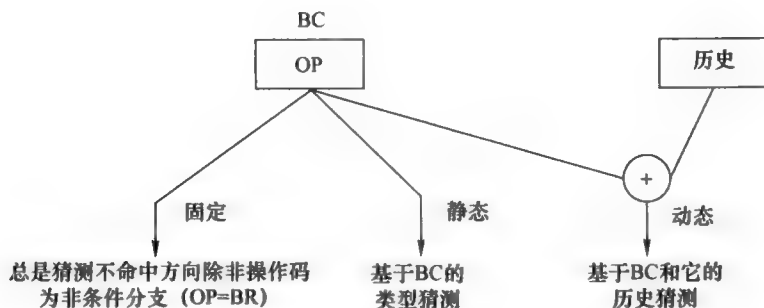 BC
OP
历史
+
固定
静态
动态
总是猜测不命中方向除非操作码
为非条件分支（OP=BR）
基于BC的
类型猜测
基于BC和它的
历史猜测